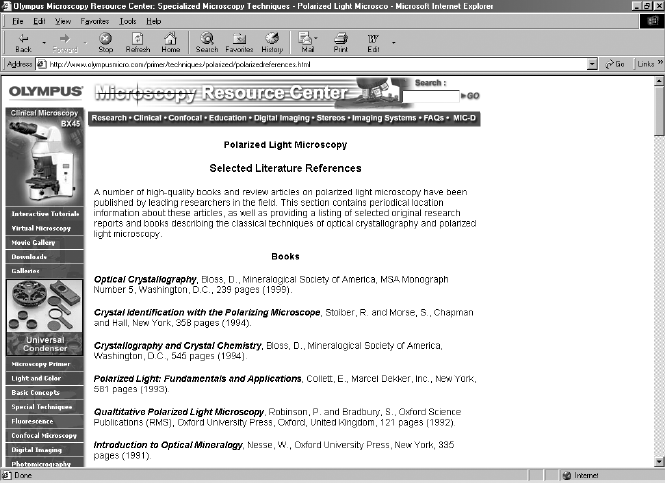 Olympus Microscopy Resource Center: Specialized Microscopy Techniques - Polarized Light Microsco - Microsoft Internet Explorer
File Edit View Favorites Tools Help
Back Forward Stop Refresh Home Search Favorites History Mail Print Edit
Address http://www.olympusmicro.com/primer/techniques/polarized/polarizedreferences.html Go Links »
OLYMPUS Microscopy Resource Center Search : GO
Clinical Microscopy
BX45
Research • Clinical • Confocal • Education • Digital Imaging • Stereos • Imaging Systems • FAQs • MIC-D
Interactive Tutorials
Virtual Microscopy
Movie Gallery
Downloads
Galleries
Universal
Condenser
Microscopy Primer
Light and Color
Basic Concepts
Special Techniques
Fluorescence
Confocal Microscopy
Digital Imaging
Photomicrography
Polarized Light Microscopy
Selected Literature References
A number of high-quality books and review articles on polarized light microscopy have been
published by leading researchers in the field. This section contains periodical location
information about these articles, as well as providing a listing of selected original research
reports and books describing the classical techniques of optical crystallography and polarized
light microscopy.
Books
Optical Crystallography, Bloss, D., Mineralogical Society of America, MSA Monograph
Number 5, Washington, D.C., 239 pages (1999).
Crystal Identification with the Polarizing Microscope, Stoiber, R. and Morse, S., Chapman
and Hall, New York, 358 pages (1994).
Crystallography and Crystal Chemistry, Bloss, D., Mineralogical Society of America,
Washington, D.C., 545 pages (1994).
Polarized Light: Fundamentals and Applications, Collett, E., Marcel Dekker, Inc., New York,
581 pages (1993).
Qualtitative Polarized Light Microscopy, Robinson, P. and Bradbury, S., Oxford Science
Publications (RMS), Oxford University Press, Oxford, United Kingdom, 121 pages (1992).
Introduction to Optical Mineralogy, Nesse, W., Oxford University Press, New York, 335
pages (1991).
Done Internet